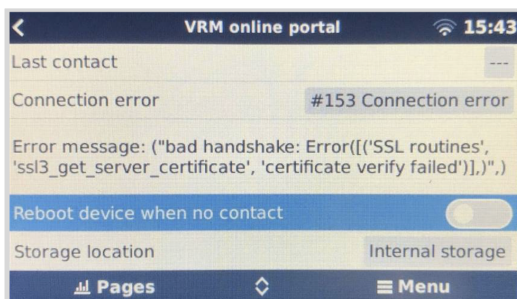 VRM online portal 15:43
Last contact ---
Connection error #153 Connection error
Error message: ("bad handshake: Error([('SSL routines',
'ssl3_get_server_certificate', 'certificate verify failed')],)",)
Reboot device when no contact
Storage location Internal storage
Pages Menu